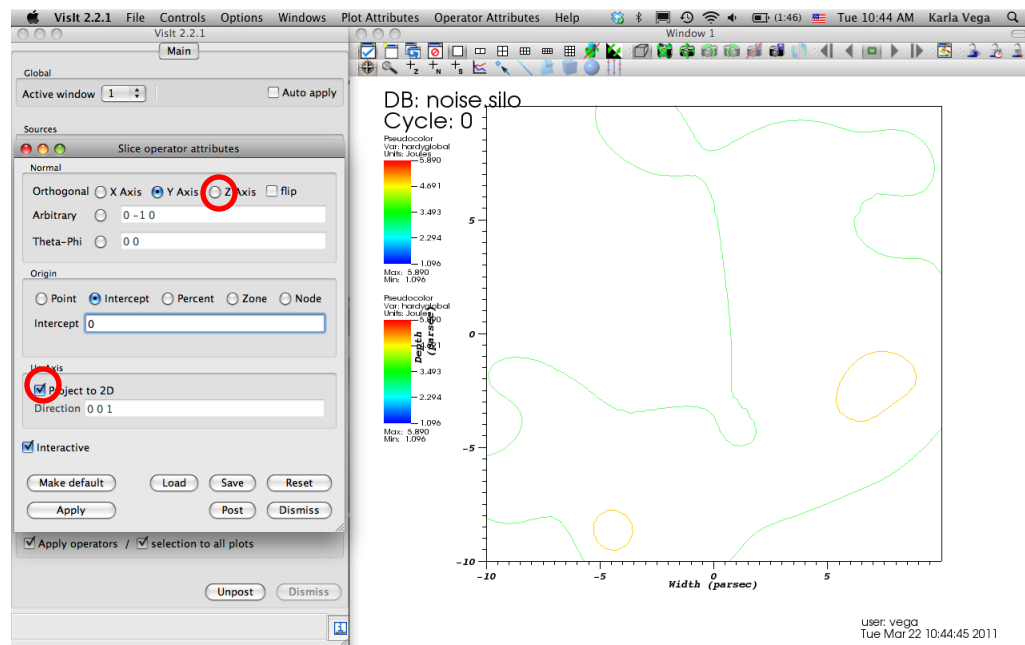 VisIt 2.2.1 File Controls Options Windows Plot Attributes Operator Attributes Help (1:46) Tue 10:44 AM Karla Vega
VisIt 2.2.1
Main
Global
Active window 1 Auto apply
Sources
Slice operator attributes
Normal
Orthogonal X Axis Y Axis Z Axis flip
Arbitrary 0 -1 0
Theta-Phi 0 0
Origin
Point Intercept Percent Zone Node
Intercept 0
Up Axis
Project to 2D
Direction 0 0 1
Interactive
Make default Load Save Reset
Apply Post Dismiss
Apply operators / selection to all plots
Unpost Dismiss
Window 1
DB: noise.silo
Cycle: 0
Pseudocolor
Var: hardyglobal
Units: Joules
5.890
4.691
3.493
2.294
1.096
Max: 5.890
Min: 1.096
Pseudocolor
Var: hardyglobal
Units: Joules
5.890
4.691
3.493
2.294
1.096
Max: 5.890
Min: 1.096
Depth
(parsec)
5
0
-5
-10
-10 -5 0 5
Width (parsec)
user: vega
Tue Mar 22 10:44:45 2011